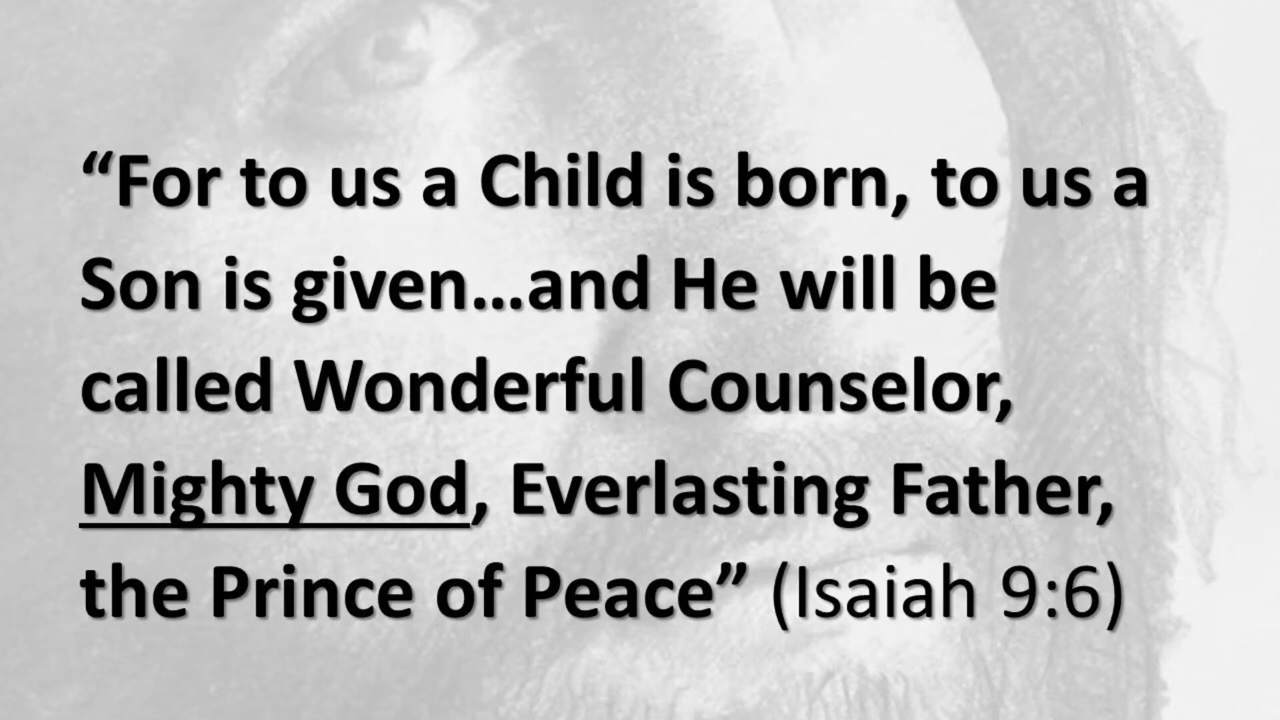 “For to us a Child is born, to us a
Son is given…and He will be
called Wonderful Counselor,
Mighty God, Everlasting Father,
the Prince of Peace” (Isaiah 9:6)